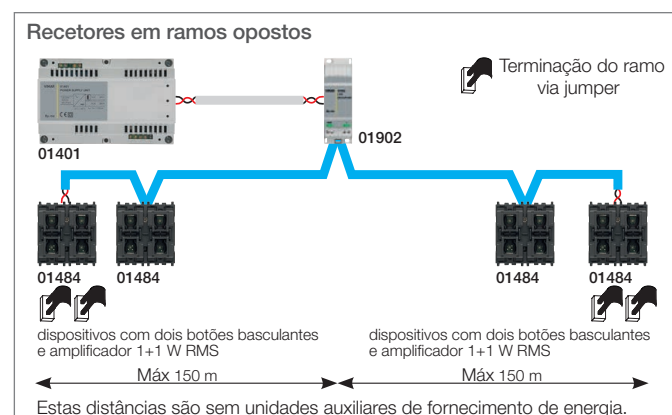 Recetores em ramos opostos
Terminação do ramo
via jumper
01401
01902
01484
01484
01484
01484
dispositivos com dois botões basculantes
e amplificador 1+1 W RMS
dispositivos com dois botões basculantes
e amplificador 1+1 W RMS
Máx 150 m
Máx 150 m
Estas distâncias são sem unidades auxiliares de fornecimento de energia.